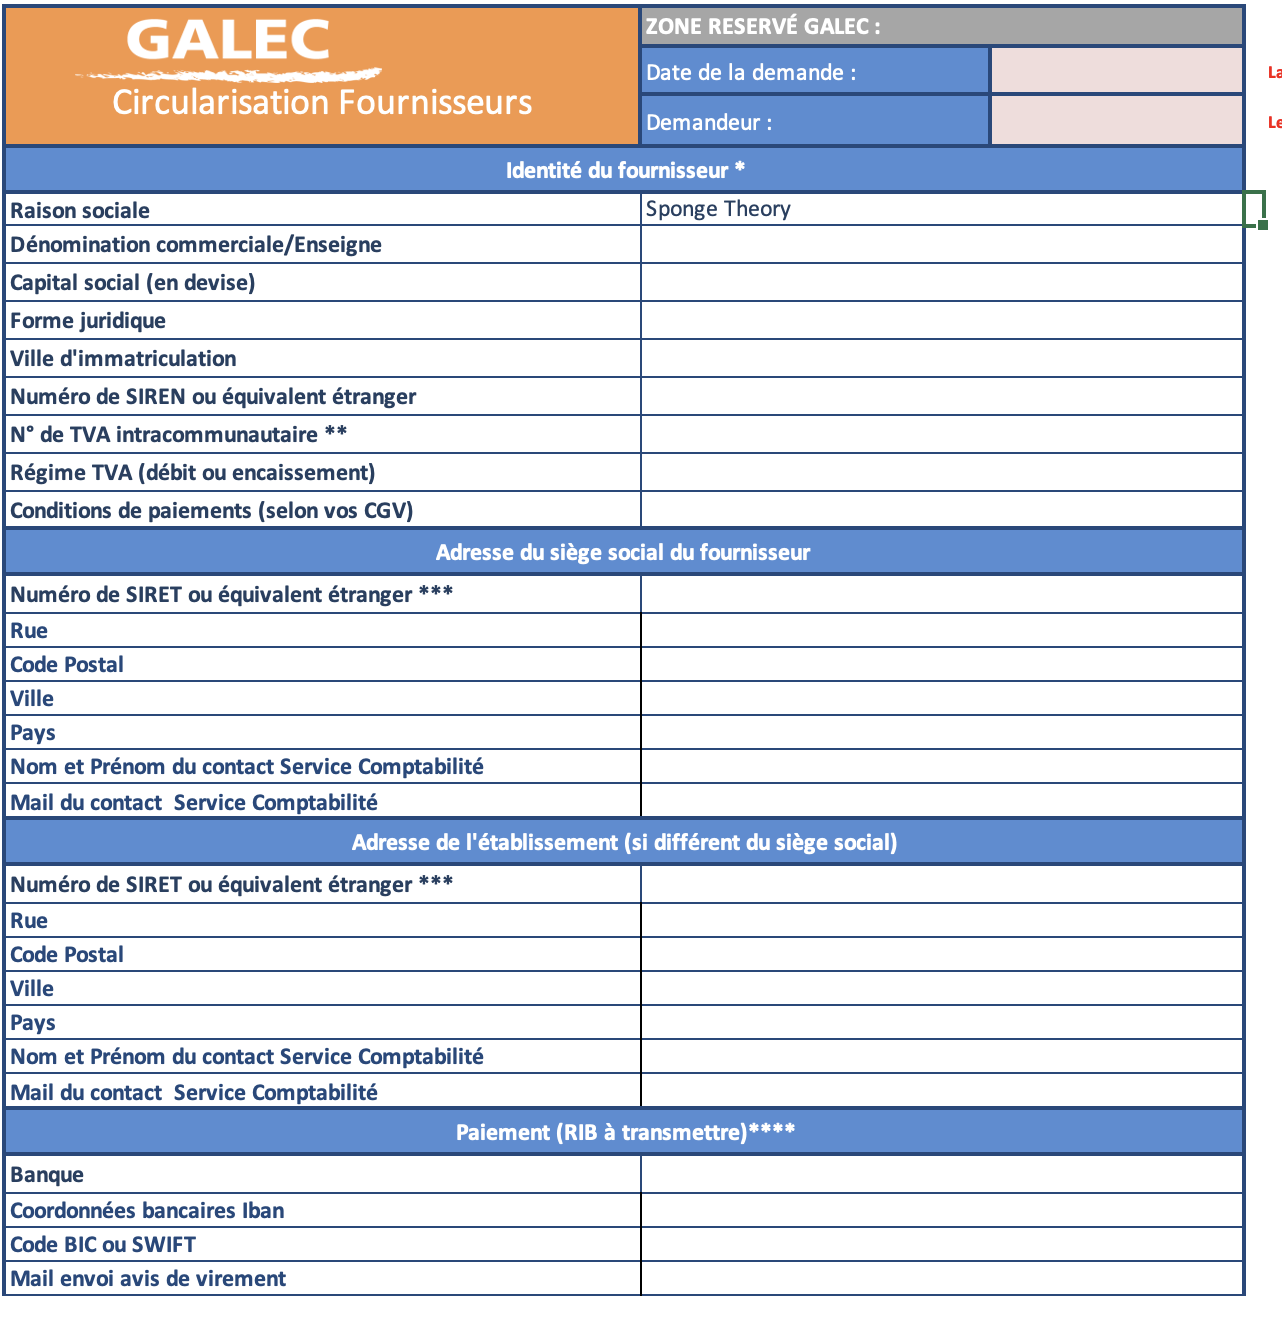 GALEC
Circularisation Fournisseurs
ZONE RESERVÉ GALEC :
Date de la demande :
La
Demandeur :
Le
Identité du fournisseur *
Raison sociale
Sponge Theory
Dénomination commerciale/Enseigne
Capital social (en devise)
Forme juridique
Ville d'immatriculation
Numéro de SIREN ou équivalent étranger
N° de TVA intracommunautaire **
Régime TVA (débit ou encaissement)
Conditions de paiements (selon vos CGV)
Adresse du siège social du fournisseur
Numéro de SIRET ou équivalent étranger ***
Rue
Code Postal
Ville
Pays
Nom et Prénom du contact Service Comptabilité
Mail du contact  Service Comptabilité
Adresse de l'établissement (si différent du siège social)
Numéro de SIRET ou équivalent étranger ***
Rue
Code Postal
Ville
Pays
Nom et Prénom du contact Service Comptabilité
Mail du contact  Service Comptabilité
Paiement (RIB à transmettre)****
Banque
Coordonnées bancaires Iban
Code BIC ou SWIFT
Mail envoi avis de virement